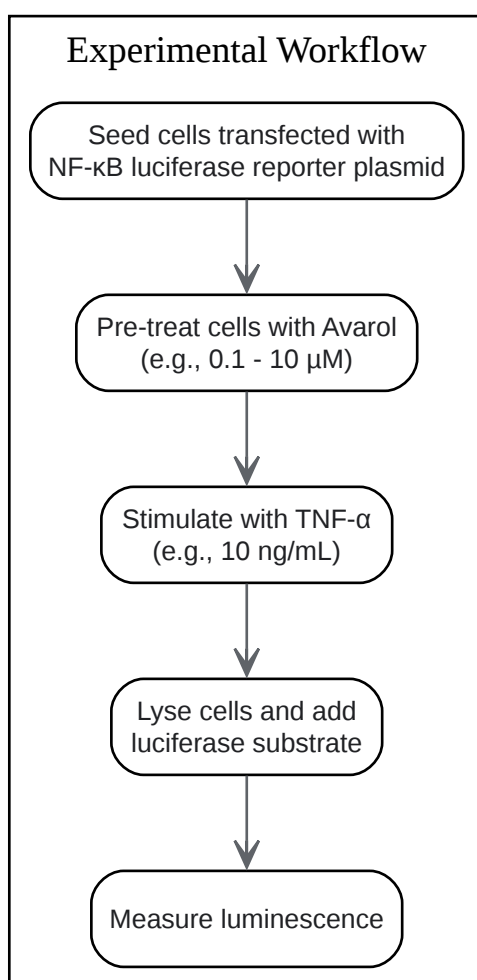 Experimental Workflow
Seed cells transfected with
NF-κB luciferase reporter plasmid
Pre-treat cells with Avarol
(e.g., 0.1 - 10 µM)
Stimulate with TNF-α
(e.g., 10 ng/mL)
Lyse cells and add
luciferase substrate
Measure luminescence